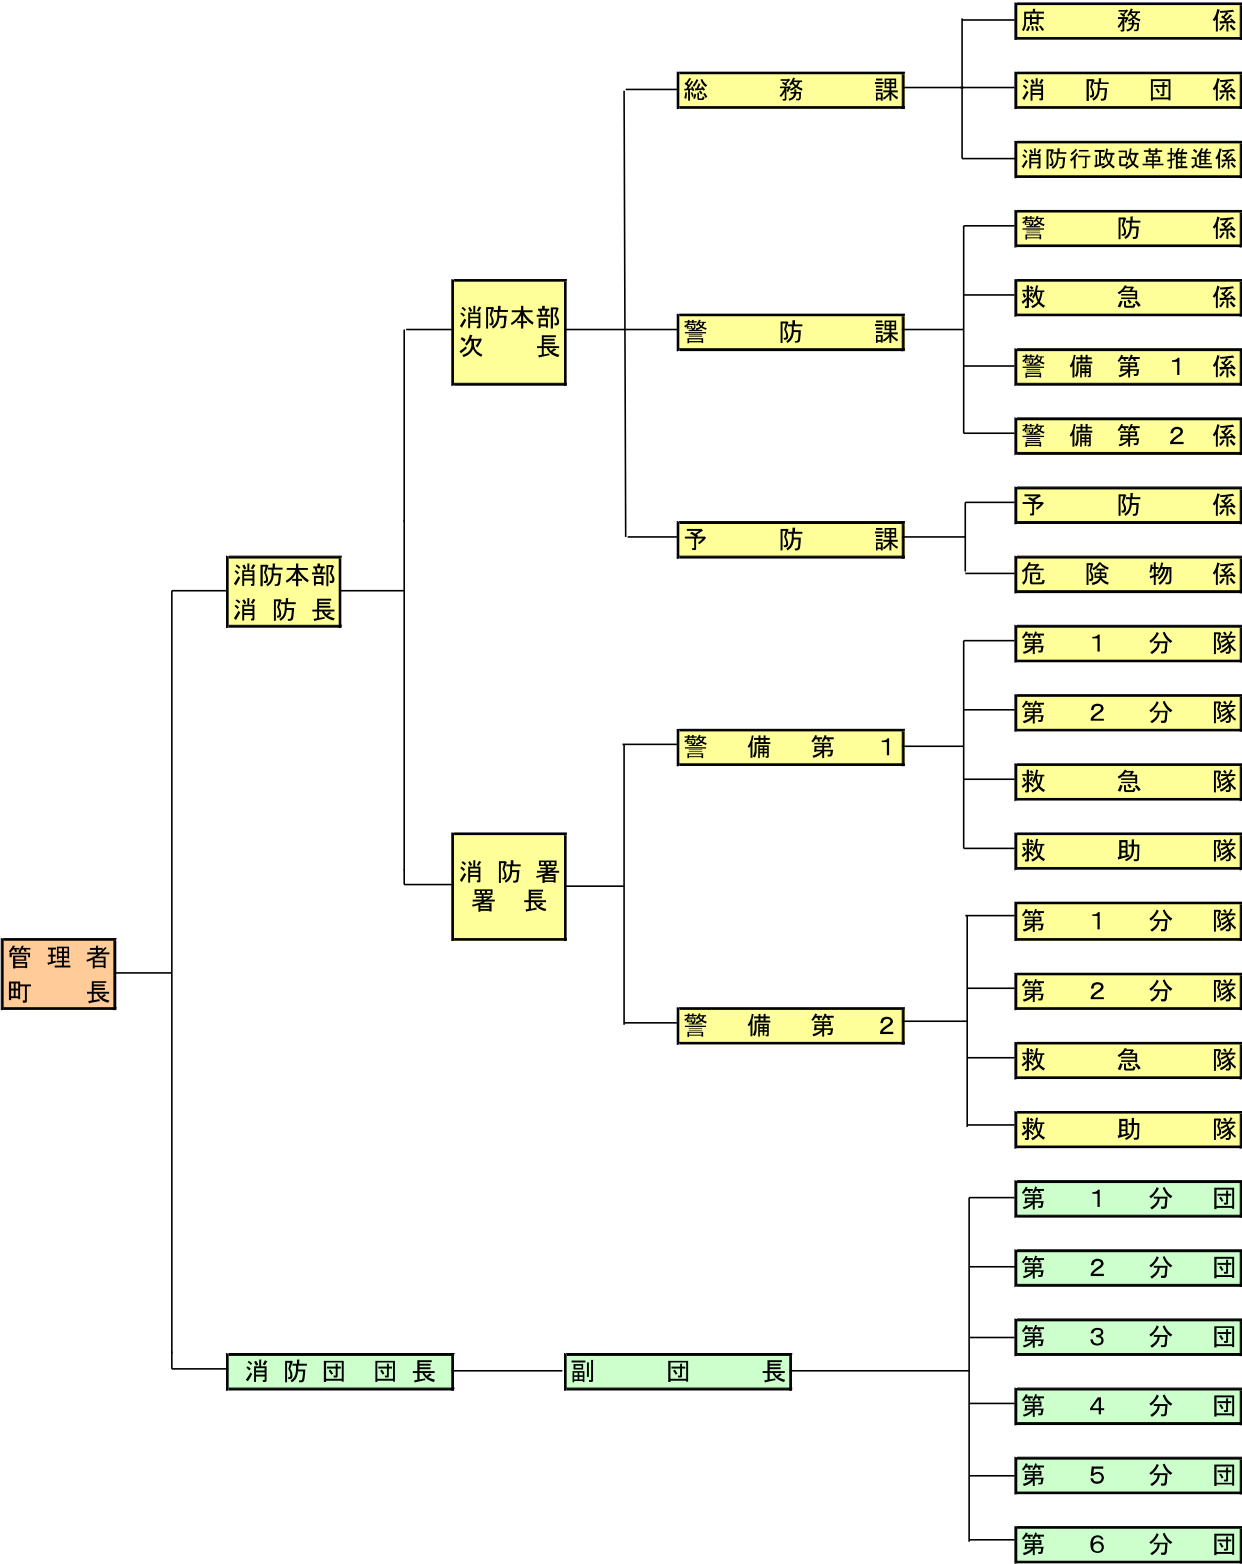 庶務係
総務課
消防団係
消防行政改革推進係
警防係
消防本部
次長
救急係
警防課
警備第１係
警備第２係
予防係
予防課
危険物係
消防本部
消防長
第１分隊
第２分隊
警備第１
救急隊
救助隊
消防署
署長
第１分隊
管理者
町長
第２分隊
警備第２
救急隊
救助隊
第１分団
第２分団
第３分団
消防団団長
副団長
第４分団
第５分団
第６分団